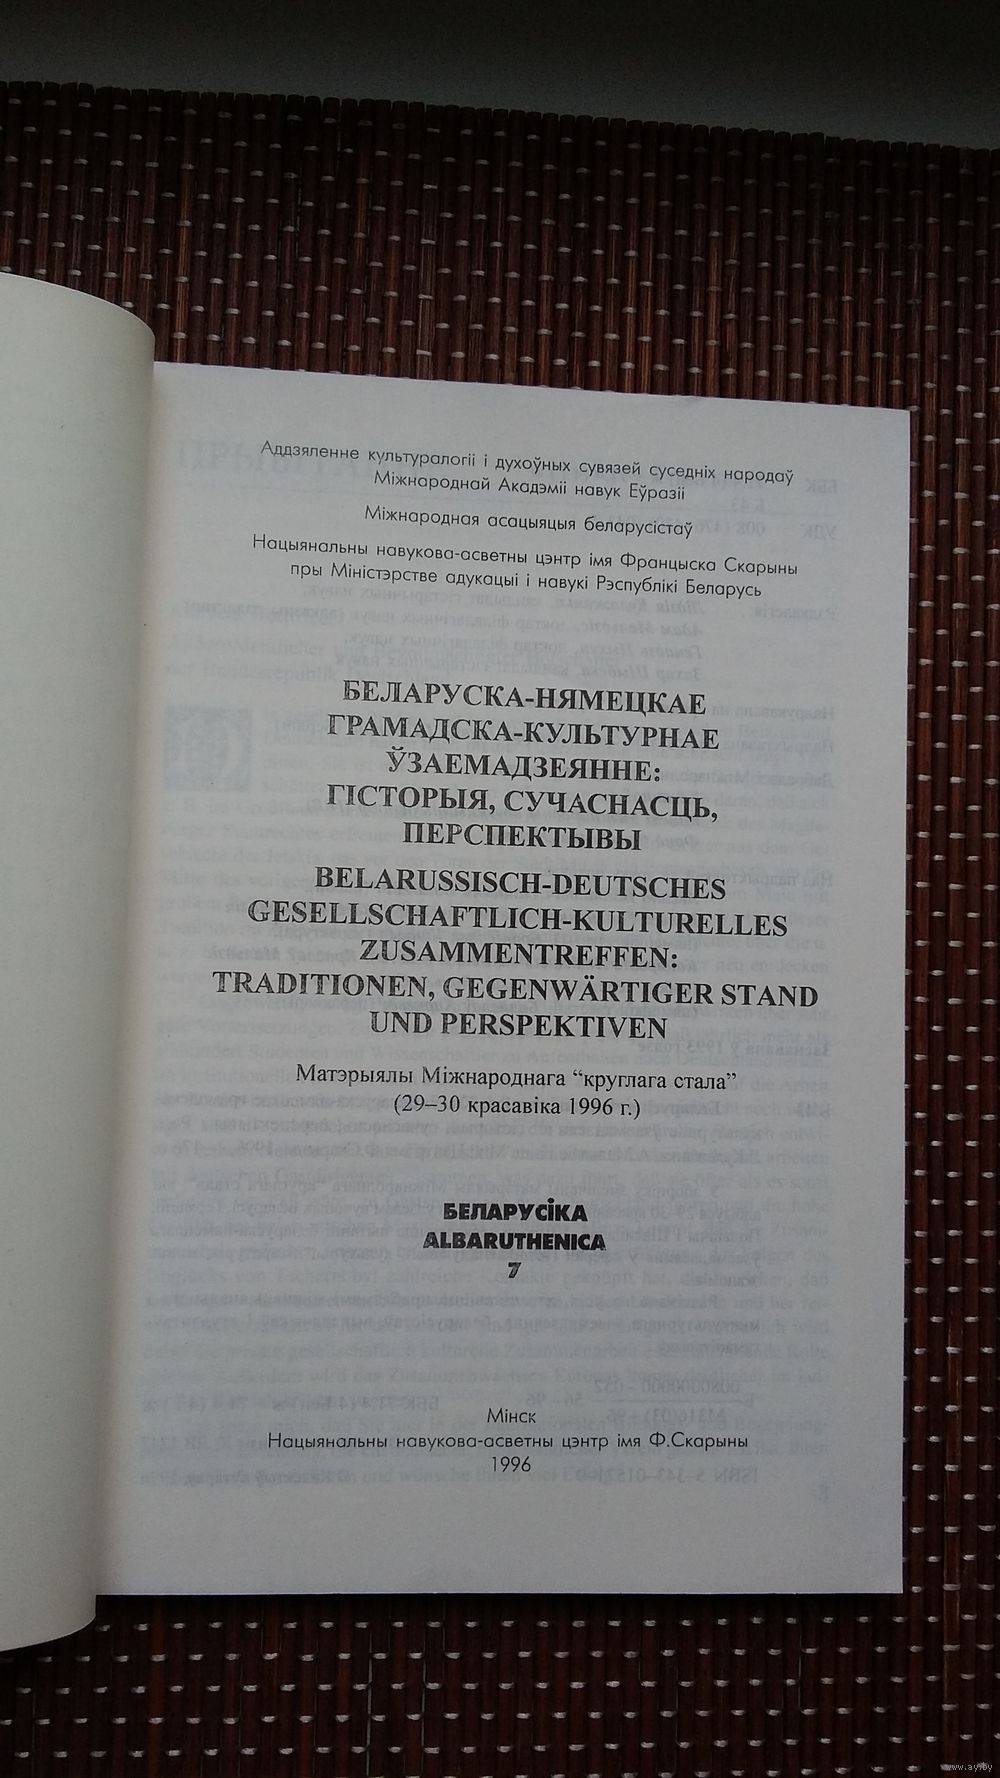 Аддзяленне культуралогіі і духоўных сувязей суседніх народаў
Міжнароднай Акадэміі навук Еўразіі
Міжнародная асацыяцыя беларусістаў
Нацыянальны навукова-асветны цэнтр імя Францыска Скарыны
пры Міністэрстве адукацыі і навукі Рэспублікі Беларусь
БЕЛАРУСКА-НЯМЕЦКАЕ
ГРАМАДСКА-КУЛЬТУРНАЕ
ЎЗАЕМАДЗЕЯННЕ:
ГІСТОРЫЯ, СУЧАСНАСЦЬ,
ПЕРСПЕКТЫВЫ
BELARUSSISCH-DEUTSCHES
GESELLSCHAFTLICH-KULTURELLES
ZUSAMMENTREFFEN:
TRADITIONEN, GEGENWÄRTIGER STAND
UND PERSPEKTIVEN
Матэрыялы Міжнароднага “круглага стала”
(29–30 красавіка 1996 г.)
БЕЛАРУСІКА
ALBARUTHENICA
7
Мінск
Нацыянальны навукова-асветны цэнтр імя Ф.Скарыны
1996
www.ay.by